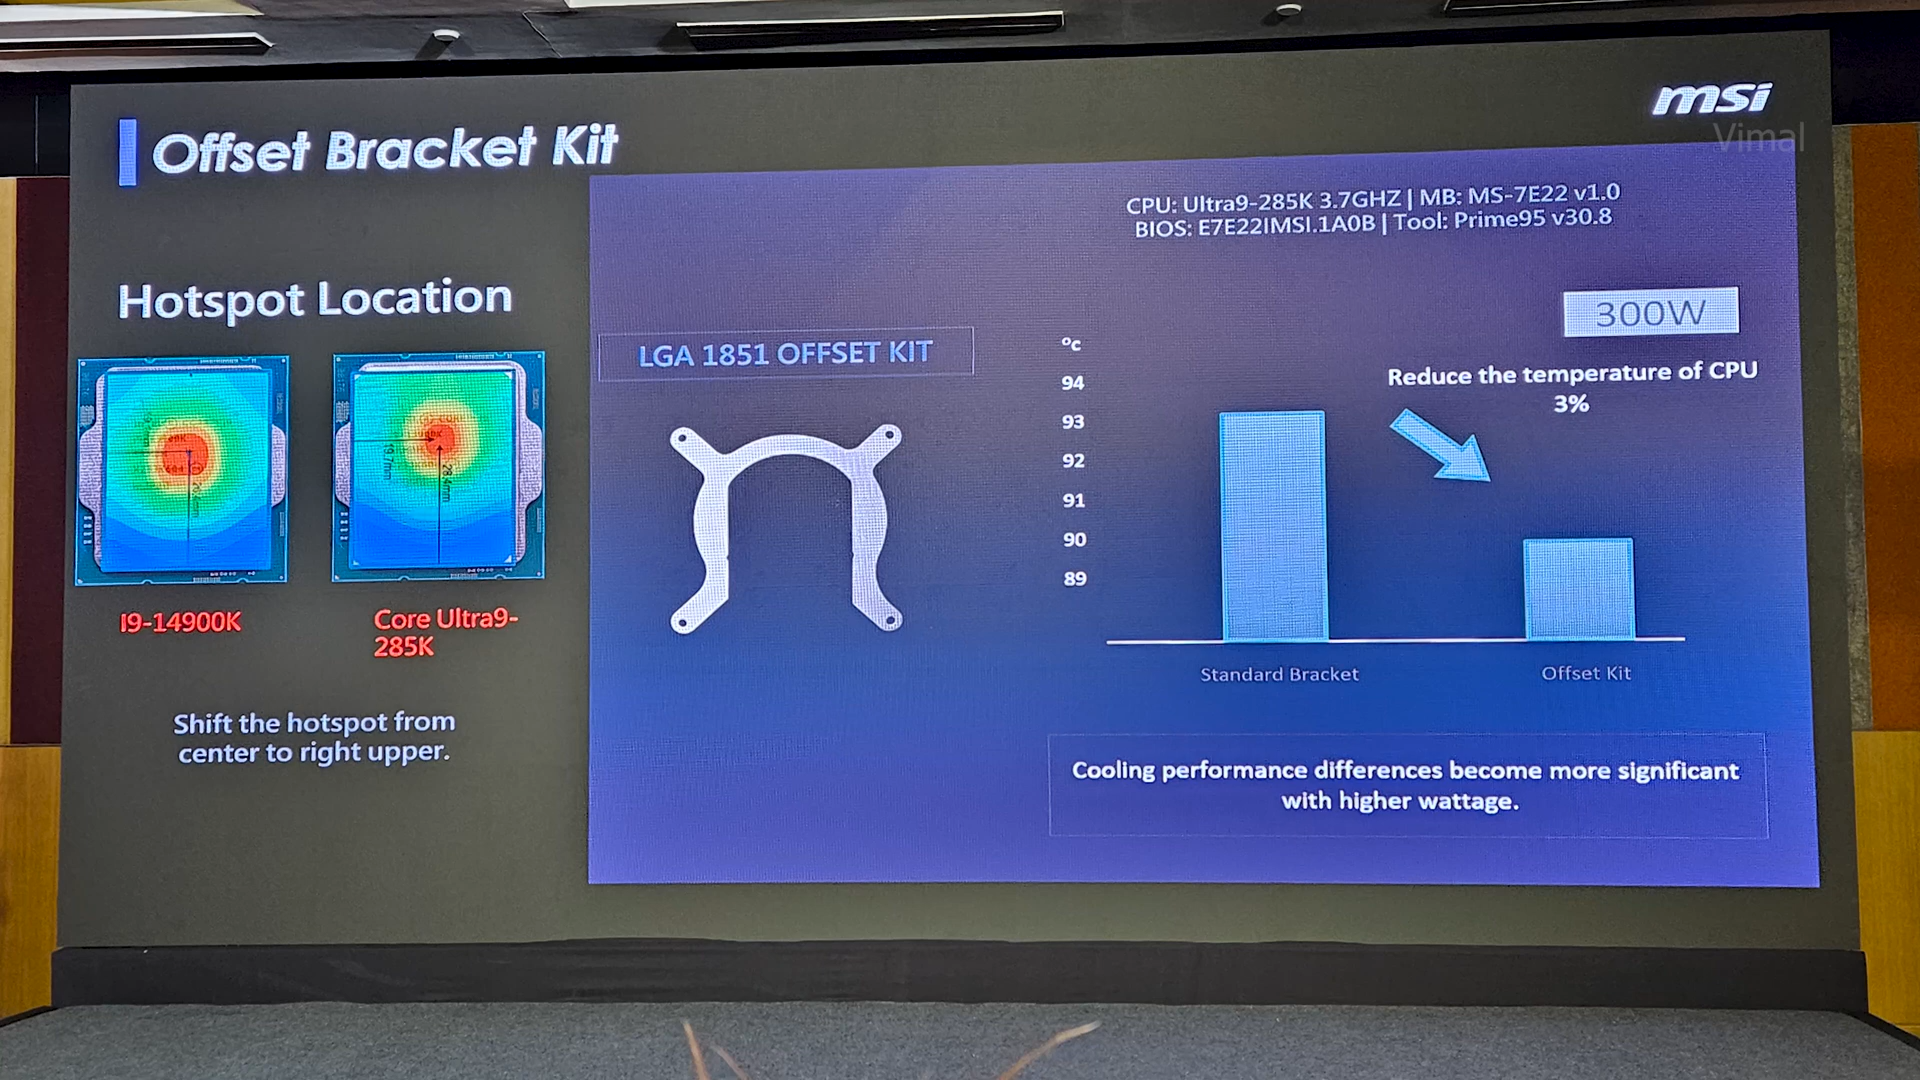 msi
Vimal
Offset Bracket Kit
CPU: Ultra9-285K 3.7GHZ | MB: MS-7E22 v1.0
BIOS: E7E22IMSI.1A0B | Tool: Prime95 v30.8
Hotspot Location
300W
LGA 1851 OFFSET KIT
°c
94
93
92
91
90
89
Reduce the temperature of CPU
3%
28.4mm
I9-14900K
Core Ultra9-
285K
Standard Bracket
Offset Kit
Shift the hotspot from
center to right upper.
Cooling performance differences become more significant
with higher wattage.